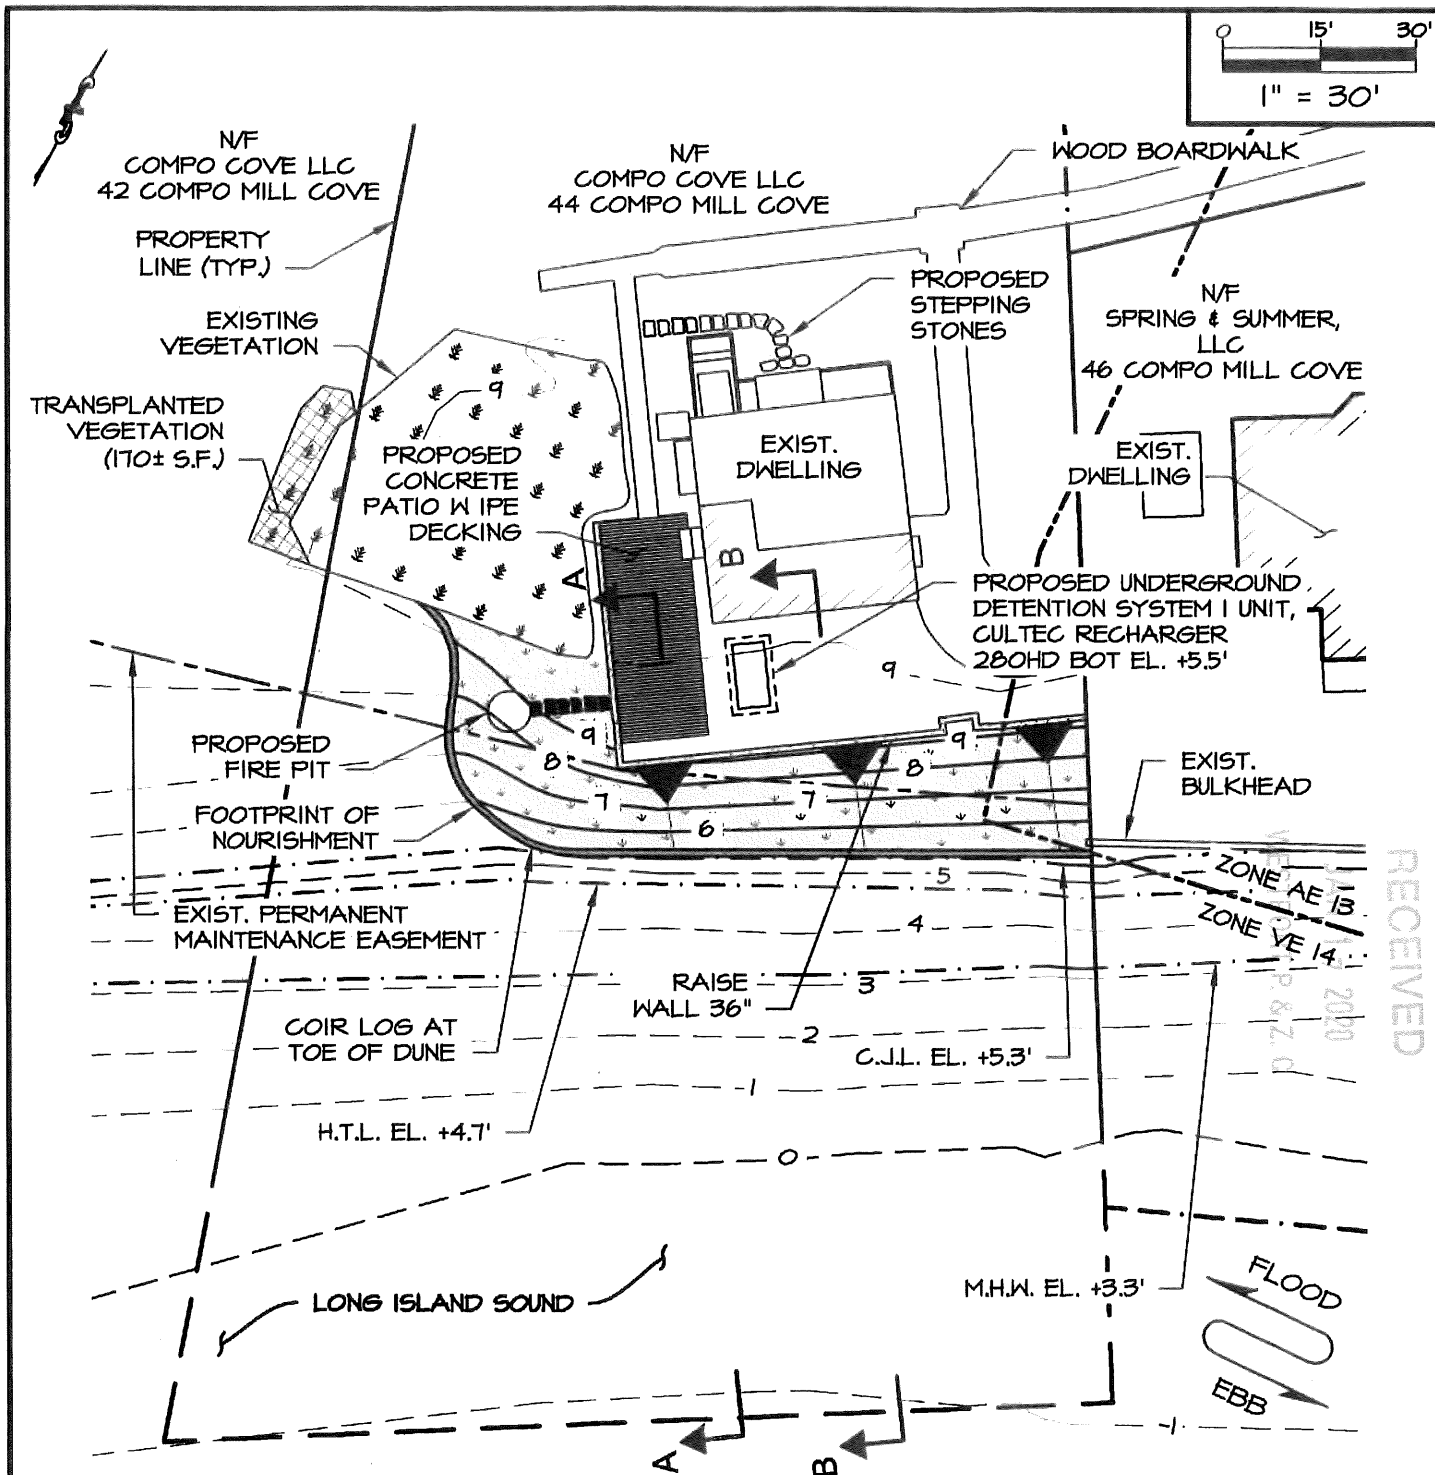 0 15' 30'
1" = 30'
N/F
COMPO COVE LLC
42 COMPO MILL COVE
N/F
COMPO COVE LLC
44 COMPO MILL COVE
WOOD BOARDWALK
PROPERTY
LINE (TYP.)
PROPOSED
STEPPING
STONES
N/F
SPRING & SUMMER,
LLC
46 COMPO MILL COVE
EXISTING
VEGETATION
9
TRANSPLANTED
VEGETATION
(170± S.F.)
PROPOSED
CONCRETE
PATIO W IPE
DECKING
EXIST.
DWELLING
EXIST.
DWELLING
A
B
PROPOSED UNDERGROUND
DETENTION SYSTEM 1 UNIT,
CULTEC RECHARGER
280HD BOT EL. +5.5'
9
PROPOSED
FIRE PIT
9
8
7
6
9
8
7
EXIST.
BULKHEAD
FOOTPRINT OF
NOURISHMENT
5
ZONE AE 13
ZONE VE 14
EXIST. PERMANENT
MAINTENANCE EASEMENT
4
RAISE
WALL 36"
3
COIR LOG AT
TOE OF DUNE
2
C.J.L. EL. +5.3'
1
H.T.L. EL. +4.7'
0
RECEIVED
2020
P. & Z.
M.H.W. EL. +3.3'
LONG ISLAND SOUND
FLOOD
EBB
-1
A
B